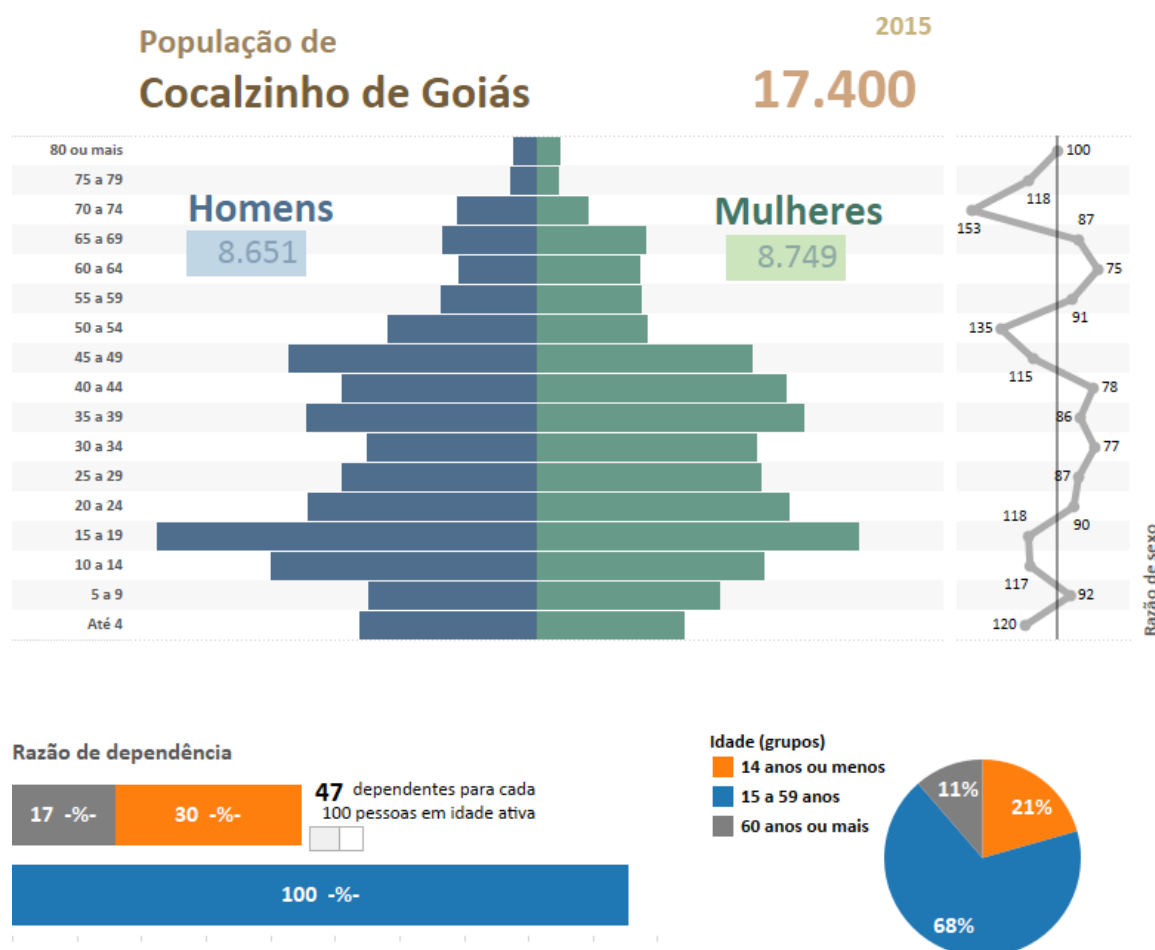 2015
População de
Cocalzinho de Goiás
17.400
80 ou mais
75 a 79
70 a 74
65 a 69
60 a 64
55 a 59
50 a 54
45 a 49
40 a 44
35 a 39
30 a 34
25 a 29
20 a 24
15 a 19
10 a 14
5 a 9
Até 4
Homens
8.651
Mulheres
8.749
100
118
153
87
75
91
135
115
78
86
77
87
90
118
117
92
120
Razão de sexo
Razão de dependência
17 -%-
30 -%-
47 dependentes para cada
100 pessoas em idade ativa
100 -%-
Idade (grupos)
14 anos ou menos
15 a 59 anos
60 anos ou mais
11%
21%
68%